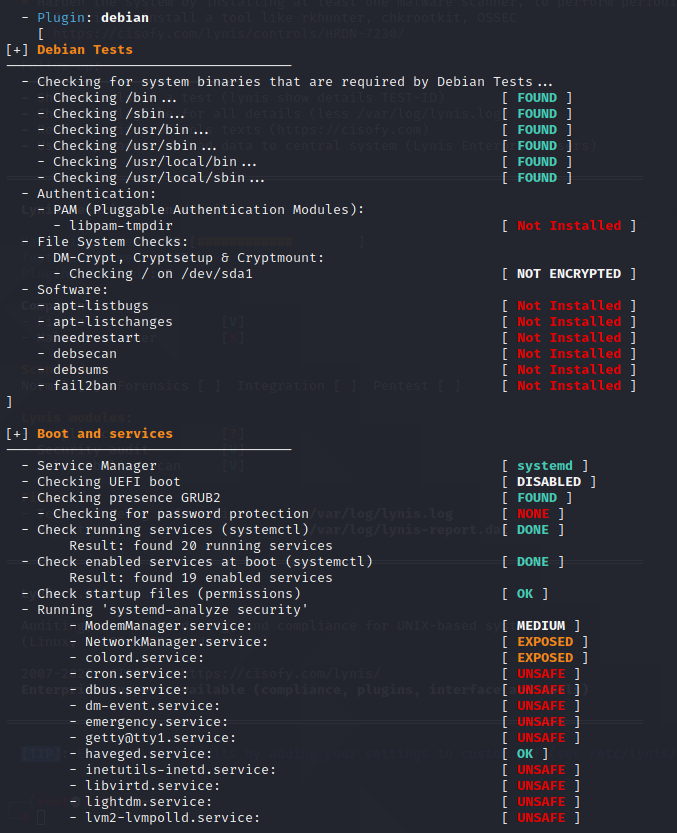 - Plugin: debian
[
[+] Debian Tests
- Checking for system binaries that are required by Debian Tests...
- Checking /bin... [ FOUND ]
- Checking /sbin... [ FOUND ]
- Checking /usr/bin... [ FOUND ]
- Checking /usr/sbin... [ FOUND ]
- Checking /usr/local/bin... [ FOUND ]
- Checking /usr/local/sbin... [ FOUND ]
- Authentication:
- PAM (Pluggable Authentication Modules):
- libpam-tmpdir [ Not Installed ]
- File System Checks:
- DM-Crypt, Cryptsetup & Cryptmount:
- Checking / on /dev/sda1 [ NOT ENCRYPTED ]
- Software:
- apt-listbugs [ Not Installed ]
- apt-listchanges [ Not Installed ]
- needrestart [ Not Installed ]
- debsecan [ Not Installed ]
- debsums [ Not Installed ]
- fail2ban [ Not Installed ]
]
[+] Boot and services
- Service Manager [ systemd ]
- Checking UEFI boot [ DISABLED ]
- Checking presence GRUB2 [ FOUND ]
- Checking for password protection [ NONE ]
- Check running services (systemctl) [ DONE ]
Result: found 20 running services
- Check enabled services at boot (systemctl) [ DONE ]
Result: found 19 enabled services
- Check startup files (permissions) [ OK ]
- Running 'systemd-analyze security'
- ModemManager.service: [ MEDIUM ]
- NetworkManager.service: [ EXPOSED ]
- colord.service: [ EXPOSED ]
- cron.service: [ UNSAFE ]
- dbus.service: [ UNSAFE ]
- dm-event.service: [ UNSAFE ]
- emergency.service: [ UNSAFE ]
- getty@tty1.service: [ UNSAFE ]
- haveged.service: [ OK ]
- inetutils-inetd.service: [ UNSAFE ]
- libvirtd.service: [ UNSAFE ]
- lightdm.service: [ UNSAFE ]
- lvm2-lvmpolld.service: [ UNSAFE ]